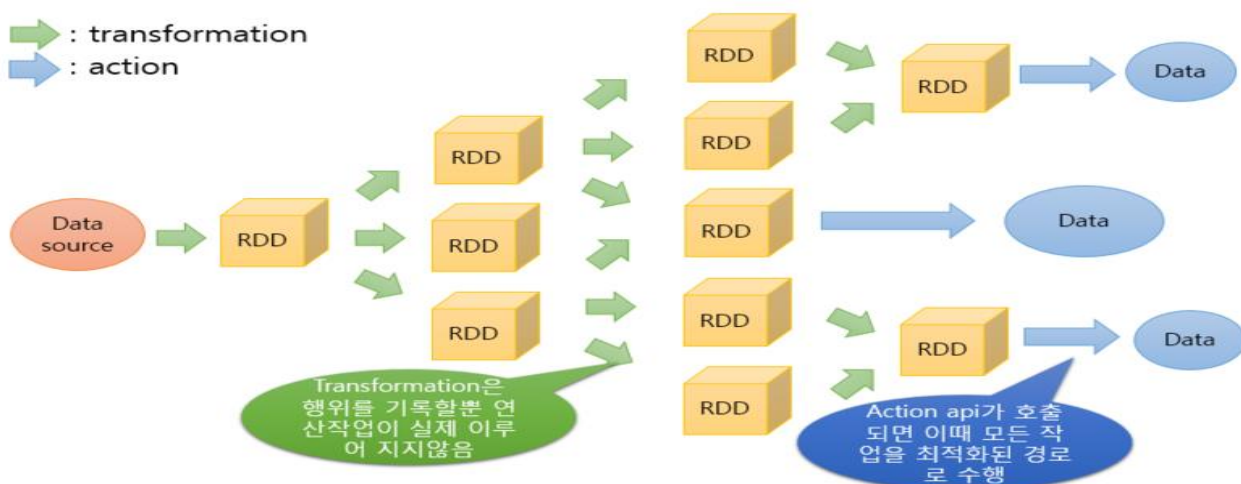 : transformation
: action
Data
source
RDD
RDD
RDD
RDD
RDD
RDD
RDD
RDD
RDD
RDD
RDD
Data
Data
Data
Transformation은
행위를 기록할뿐 연
산작업이 실제 이루
어 지지않음
Action api가 호출
되면 이때 모든 작
업을 최적화된 경로
로 수행